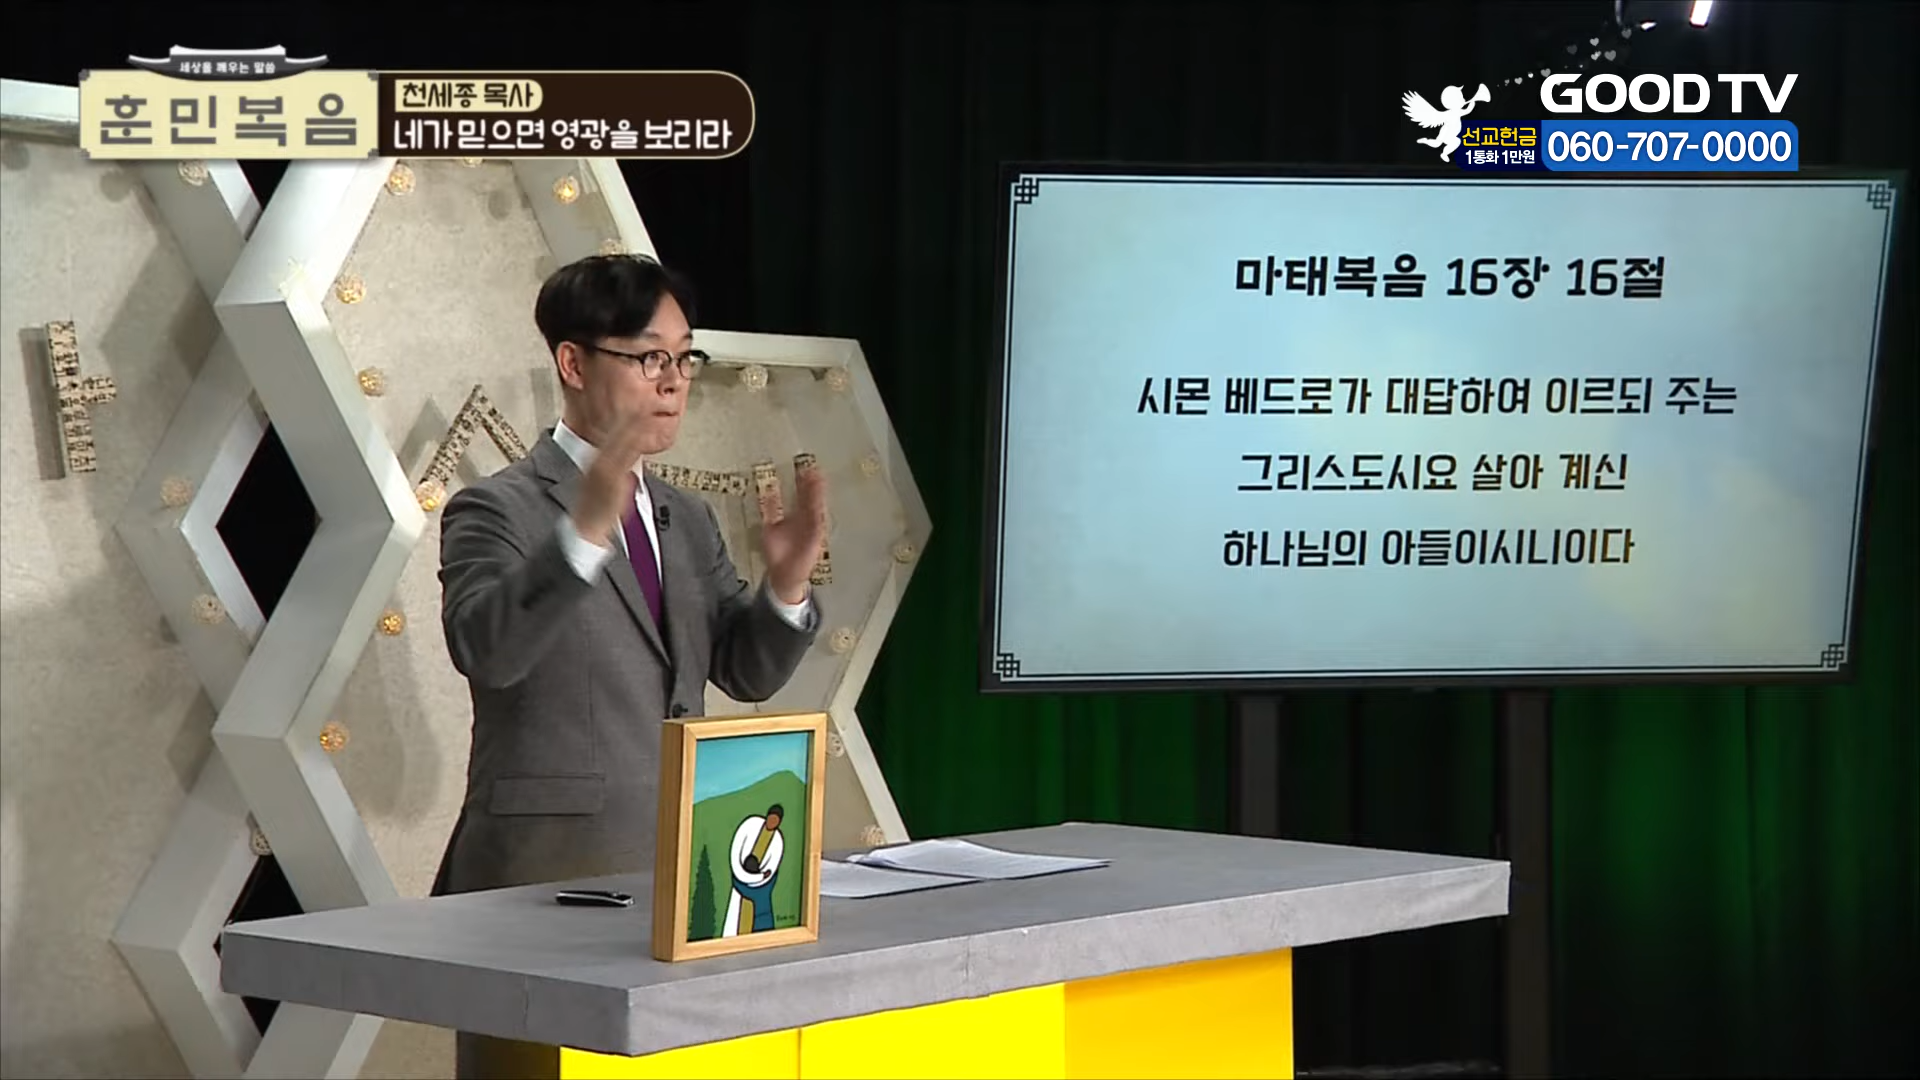 세상을 깨우는 말씀
훈민복음
천세종 목사
네가 믿으면 영광을 보리라
GOODTV
선교헌금
1통화 1만원
060-707-0000
마태복음 16장 16절
시몬 베드로가 대답하여 이르되 주는
그리스도시요 살아 계신
하나님의 아들이시니이다